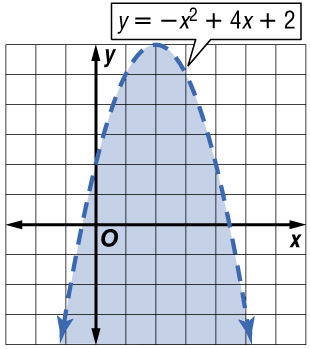 y = −x² + 4x + 2
y
O
x